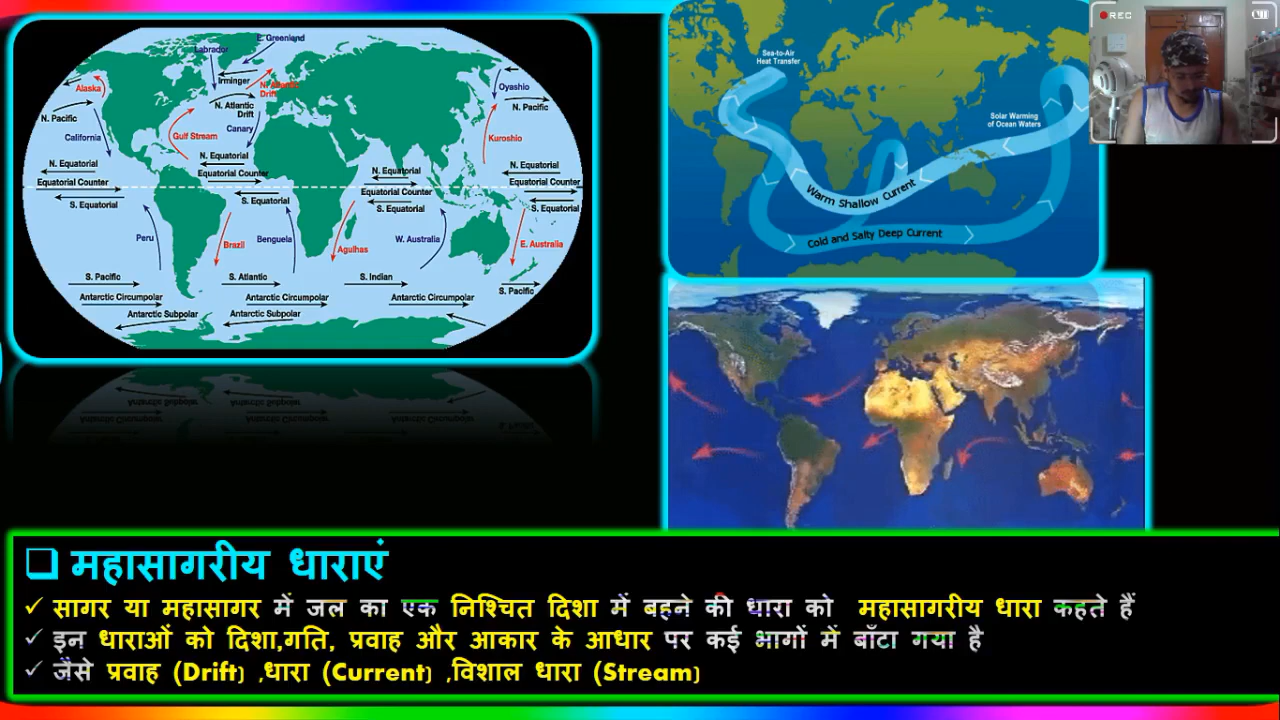 E. Greenland
Labrador
Irminger
Alaska
N. Atlantic
Drift
Oyashio
N. Pacific
N. Pacific
N. Atlantic
Drift
California
Gulf Stream
Canary
Kuroshio
N. Equatorial
N. Equatorial
N. Equatorial
N. Equatorial
Equatorial Counter
Equatorial Counter
Equatorial Counter
Equatorial Counter
S. Equatorial
S. Equatorial
S. Equatorial
S. Equatorial
Peru
Brazil
Benguela
Agulhas
W. Australia
E. Australia
S. Pacific
S. Atlantic
S. Indian
S. Pacific
Antarctic Circumpolar
Antarctic Circumpolar
Antarctic Circumpolar
Antarctic Subpolar
Antarctic Subpolar
Sea-to-Air
Heat Transfer
Solar Warming
of Ocean Waters
Warm Shallow Current
Cold and Salty Deep Current
REC
महासागरीय धाराएं
सागर या महासागर में जल का एक निश्चित दिशा में बहने की धारा को महासागरीय धारा कहते हैं
इन धाराओं को दिशा,गति, प्रवाह और आकार के आधार पर कई भागों में बाँटा गया है
जैसे प्रवाह (Drift) ,धारा (Current) ,विशाल धारा (Stream)